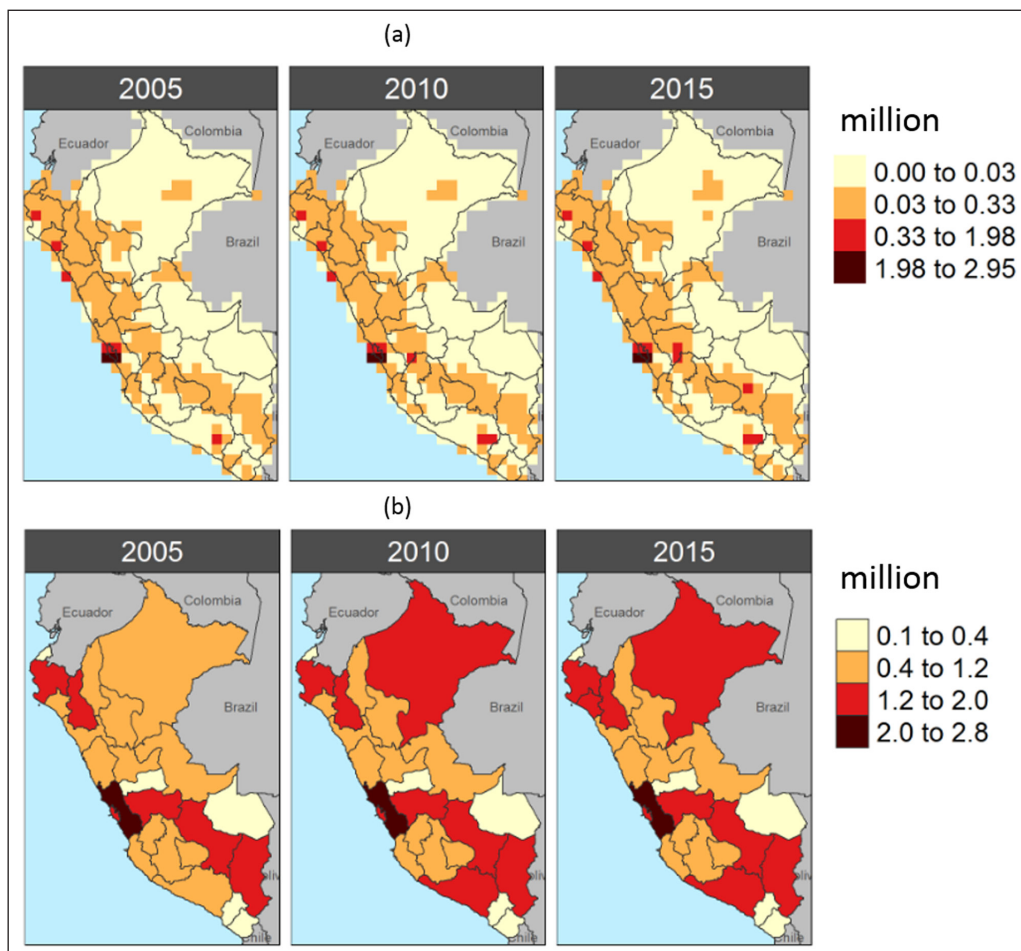 (a)
2005 2010 2015
Ecuador Colombia Brazil
Ecuador Colombia Brazil
Ecuador Colombia Brazil
million
0.00 to 0.03
0.03 to 0.33
0.33 to 1.98
1.98 to 2.95
(b)
2005 2010 2015
Ecuador Colombia Brazil
Ecuador Colombia Brazil
Ecuador Colombia Brazil
Chile Chile Chile
million
0.1 to 0.4
0.4 to 1.2
1.2 to 2.0
2.0 to 2.8